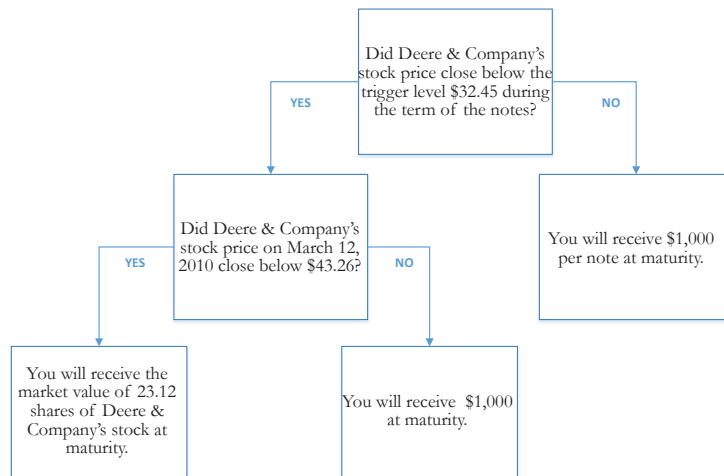 Did Deere & Company's
stock price close below the
trigger level $32.45 during
the term of the notes?
YES
NO
Did Deere & Company's
stock price on March 12,
2010 close below $43.26?
You will receive $1,000
per note at maturity.
YES
NO
You will receive the
market value of 23.12
shares of Deere &
Company's stock at
maturity.
You will receive $1,000
at maturity.